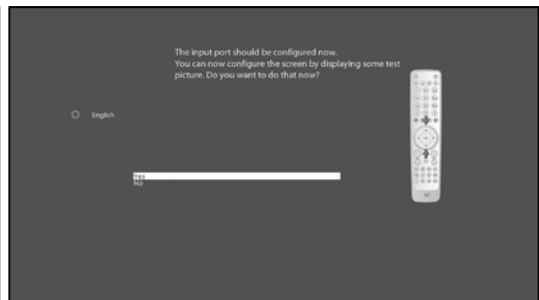 The input port should be configured now.
You can now configure the screen by displaying some test
picture. Do you want to do that now?
English
Yes
No